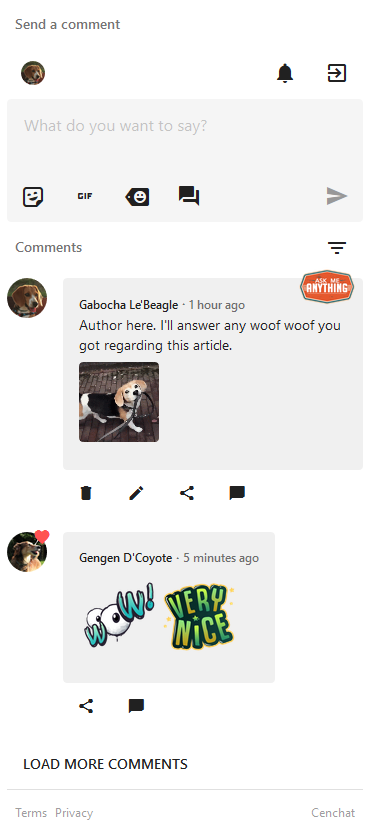 Send a comment
What do you want to say?
GIF
Comments
ASK ME
ANYTHING
Gabocha Le'Beagle · 1 hour ago
Author here. I'll answer any woof woof you
got regarding this article.
Gengen D'Coyote · 5 minutes ago
WOW!
VERY
NICE
LOAD MORE COMMENTS
Terms Privacy Cenchat